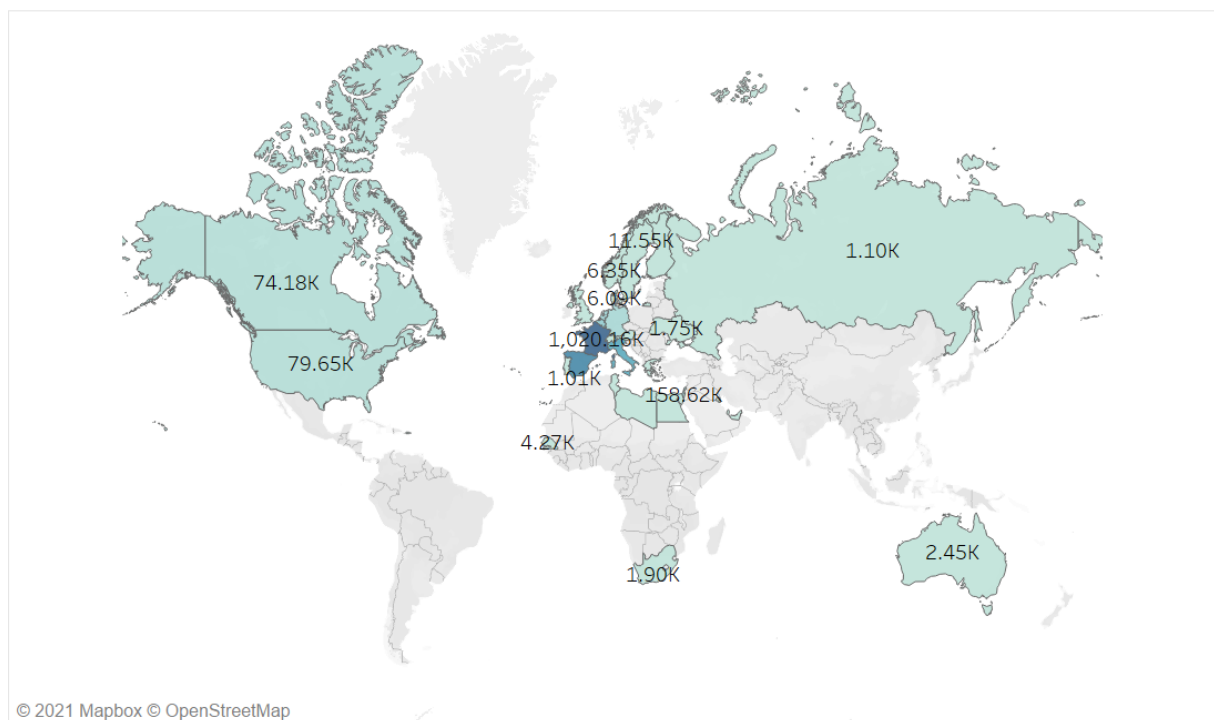 11.55K
1.10K
6.35K
74.18K
6.09K
1.75K
1,020.16K
79.65K
1.01K
158.62K
4.27K
2.45K
1.90K
© 2021 Mapbox © OpenStreetMap